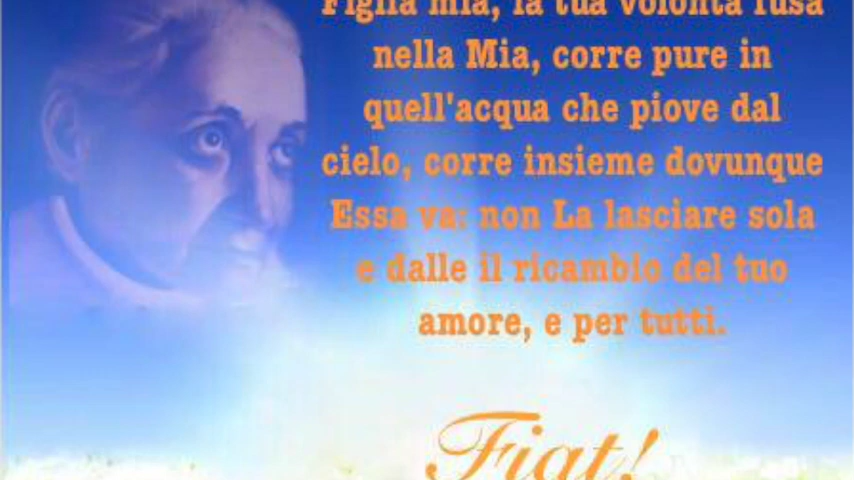 Figlia mia, la tua volontà fusa
nella Mia, corre pure in
quell'acqua che piove dal
cielo, corre insieme dovunque
Essa va: non La lasciare sola
e dalle il ricambio del tuo
amore, e per tutti.
Fiat!